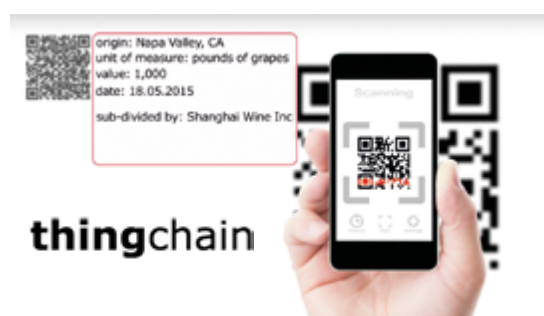 origin: Napa Valley, CA
unit of measure: pounds of grapes
value: 1,000
date: 18.05.2015
sub-divided by: Shanghai Wine Inc
Scanning
thingchain